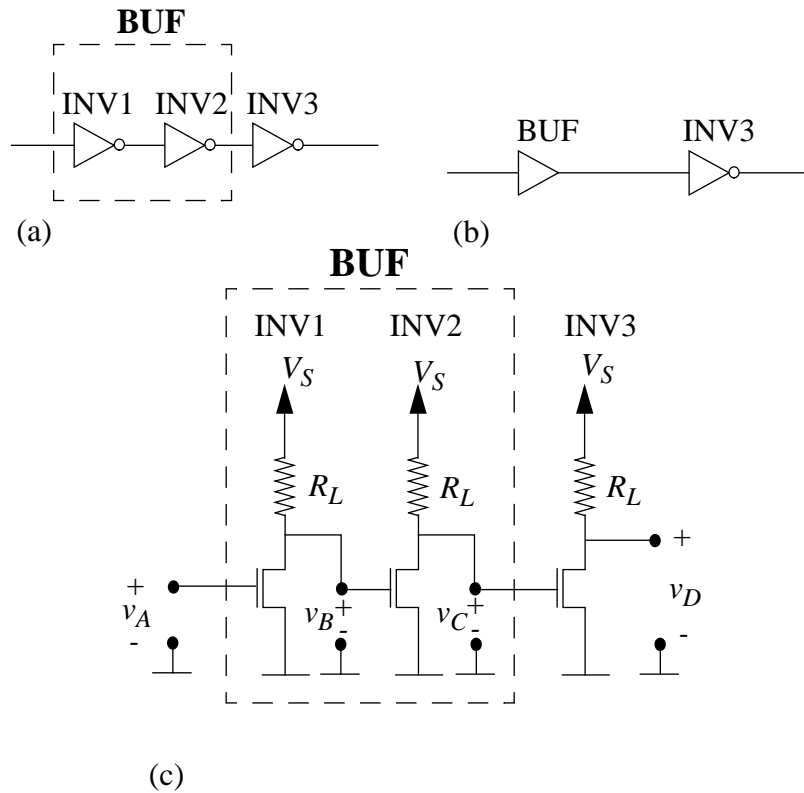 BUF
INV1 INV2 INV3
BUF INV3
(a)
(b)
BUF
INV1 INV2 INV3
V_S V_S V_S
R_L R_L R_L
+ + + +
v_A v_B v_C v_D
- - - -
(c)